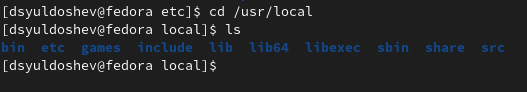 [dsyuldoshev@fedora etc]$ cd /usr/local
[dsyuldoshev@fedora local]$ ls
bin  etc  games  include  lib  lib64  libexec  sbin  share  src
[dsyuldoshev@fedora local]$